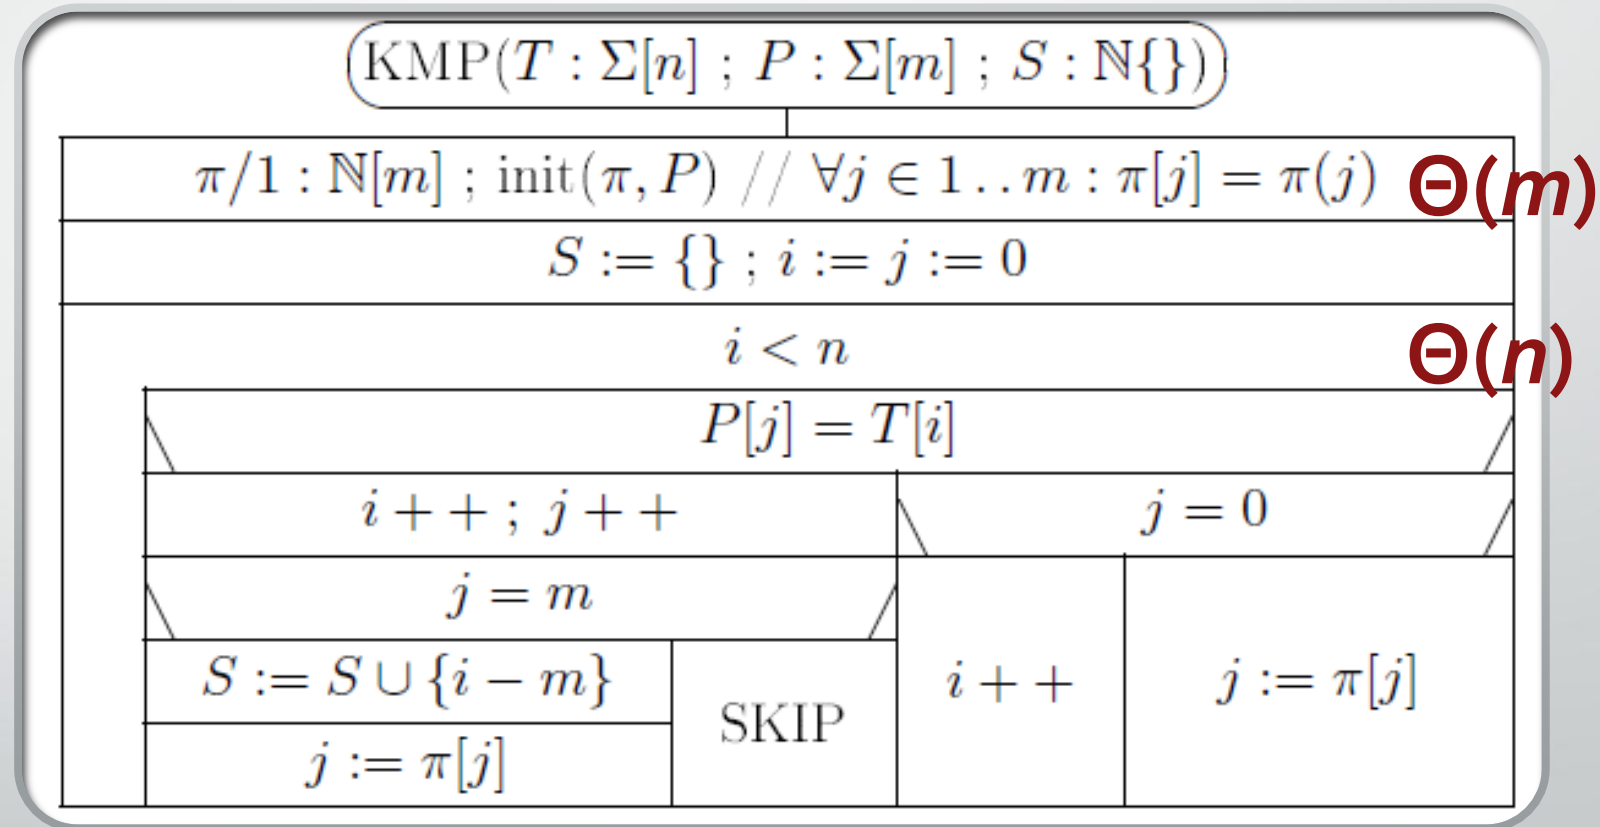 KMP(T : Σ[n] ; P : Σ[m] ; S : ℕ{})
π/1 : ℕ[m] ; init(π, P) // ∀j ∈ 1 . . m : π[j] = π(j) Θ(m)
S := {} ; i := j := 0
i < n Θ(n)
P[j] = T[i]
i + + ; j + +
j = 0
j = m
S := S ∪ {i − m}
SKIP
i + +
j := π[j]
j := π[j]